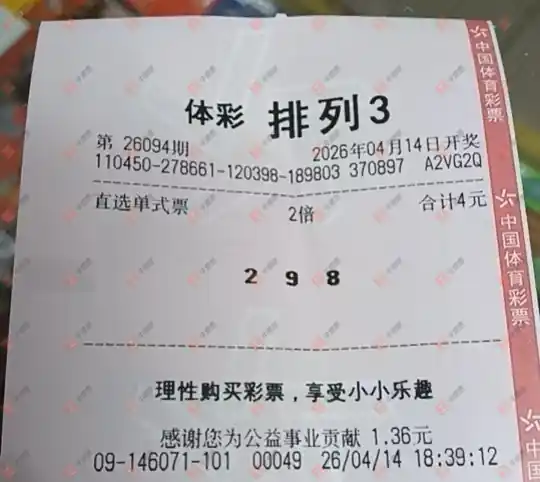 体彩 排列3
第 26094期 2026年04月14日开奖
110450-278661-120398-189803 370897 A2VG2Q
直选单式票 2倍 合计4元
2 9 8
理性购买彩票，享受小小乐趣
感谢您为公益事业贡献 1.36元
09-146071-101 00049 26/04/14 18:39:12
中国体育彩票
中国体育彩票
中国